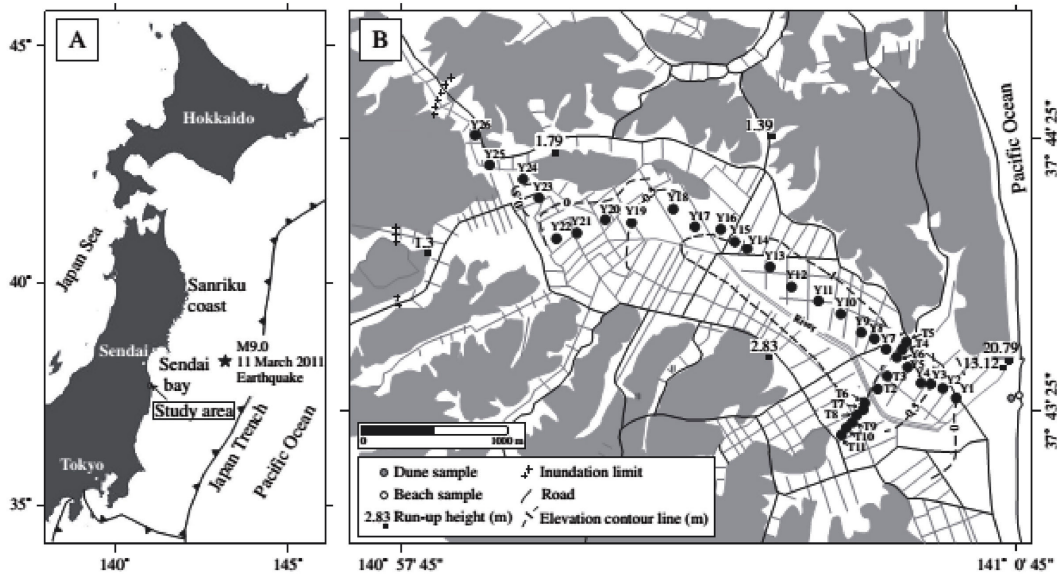 A
45°
40°
35°
140°
145°
Hokkaido
Japan Sea
Sanriku
coast
Sendai
Sendai
bay
M9.0
11 March 2011
Earthquake
Study area
Tokyo
Japan Trench
Pacific Ocean
B
Pacific Ocean
37° 44' 25"
37° 43' 25"
140° 57' 45"
141° 0' 45"
1.79
1.39
1.3
2.83
20.79
13.12
Y26
Y25
Y24
Y23
Y22
Y21
Y20
Y19
Y18
Y17
Y16
Y15
Y14
Y13
Y12
Y11
Y10
Y9
Y8
Y7
Y6
Y5
Y4
Y3
Y2
Y1
T5
T4
T3
T2
T6
T7
T8
T9
T10
T11
River
0
0
0.5
1000 m
Dune sample
Beach sample
2.83 Run-up height (m)
Inundation limit
Road
Elevation contour line (m)